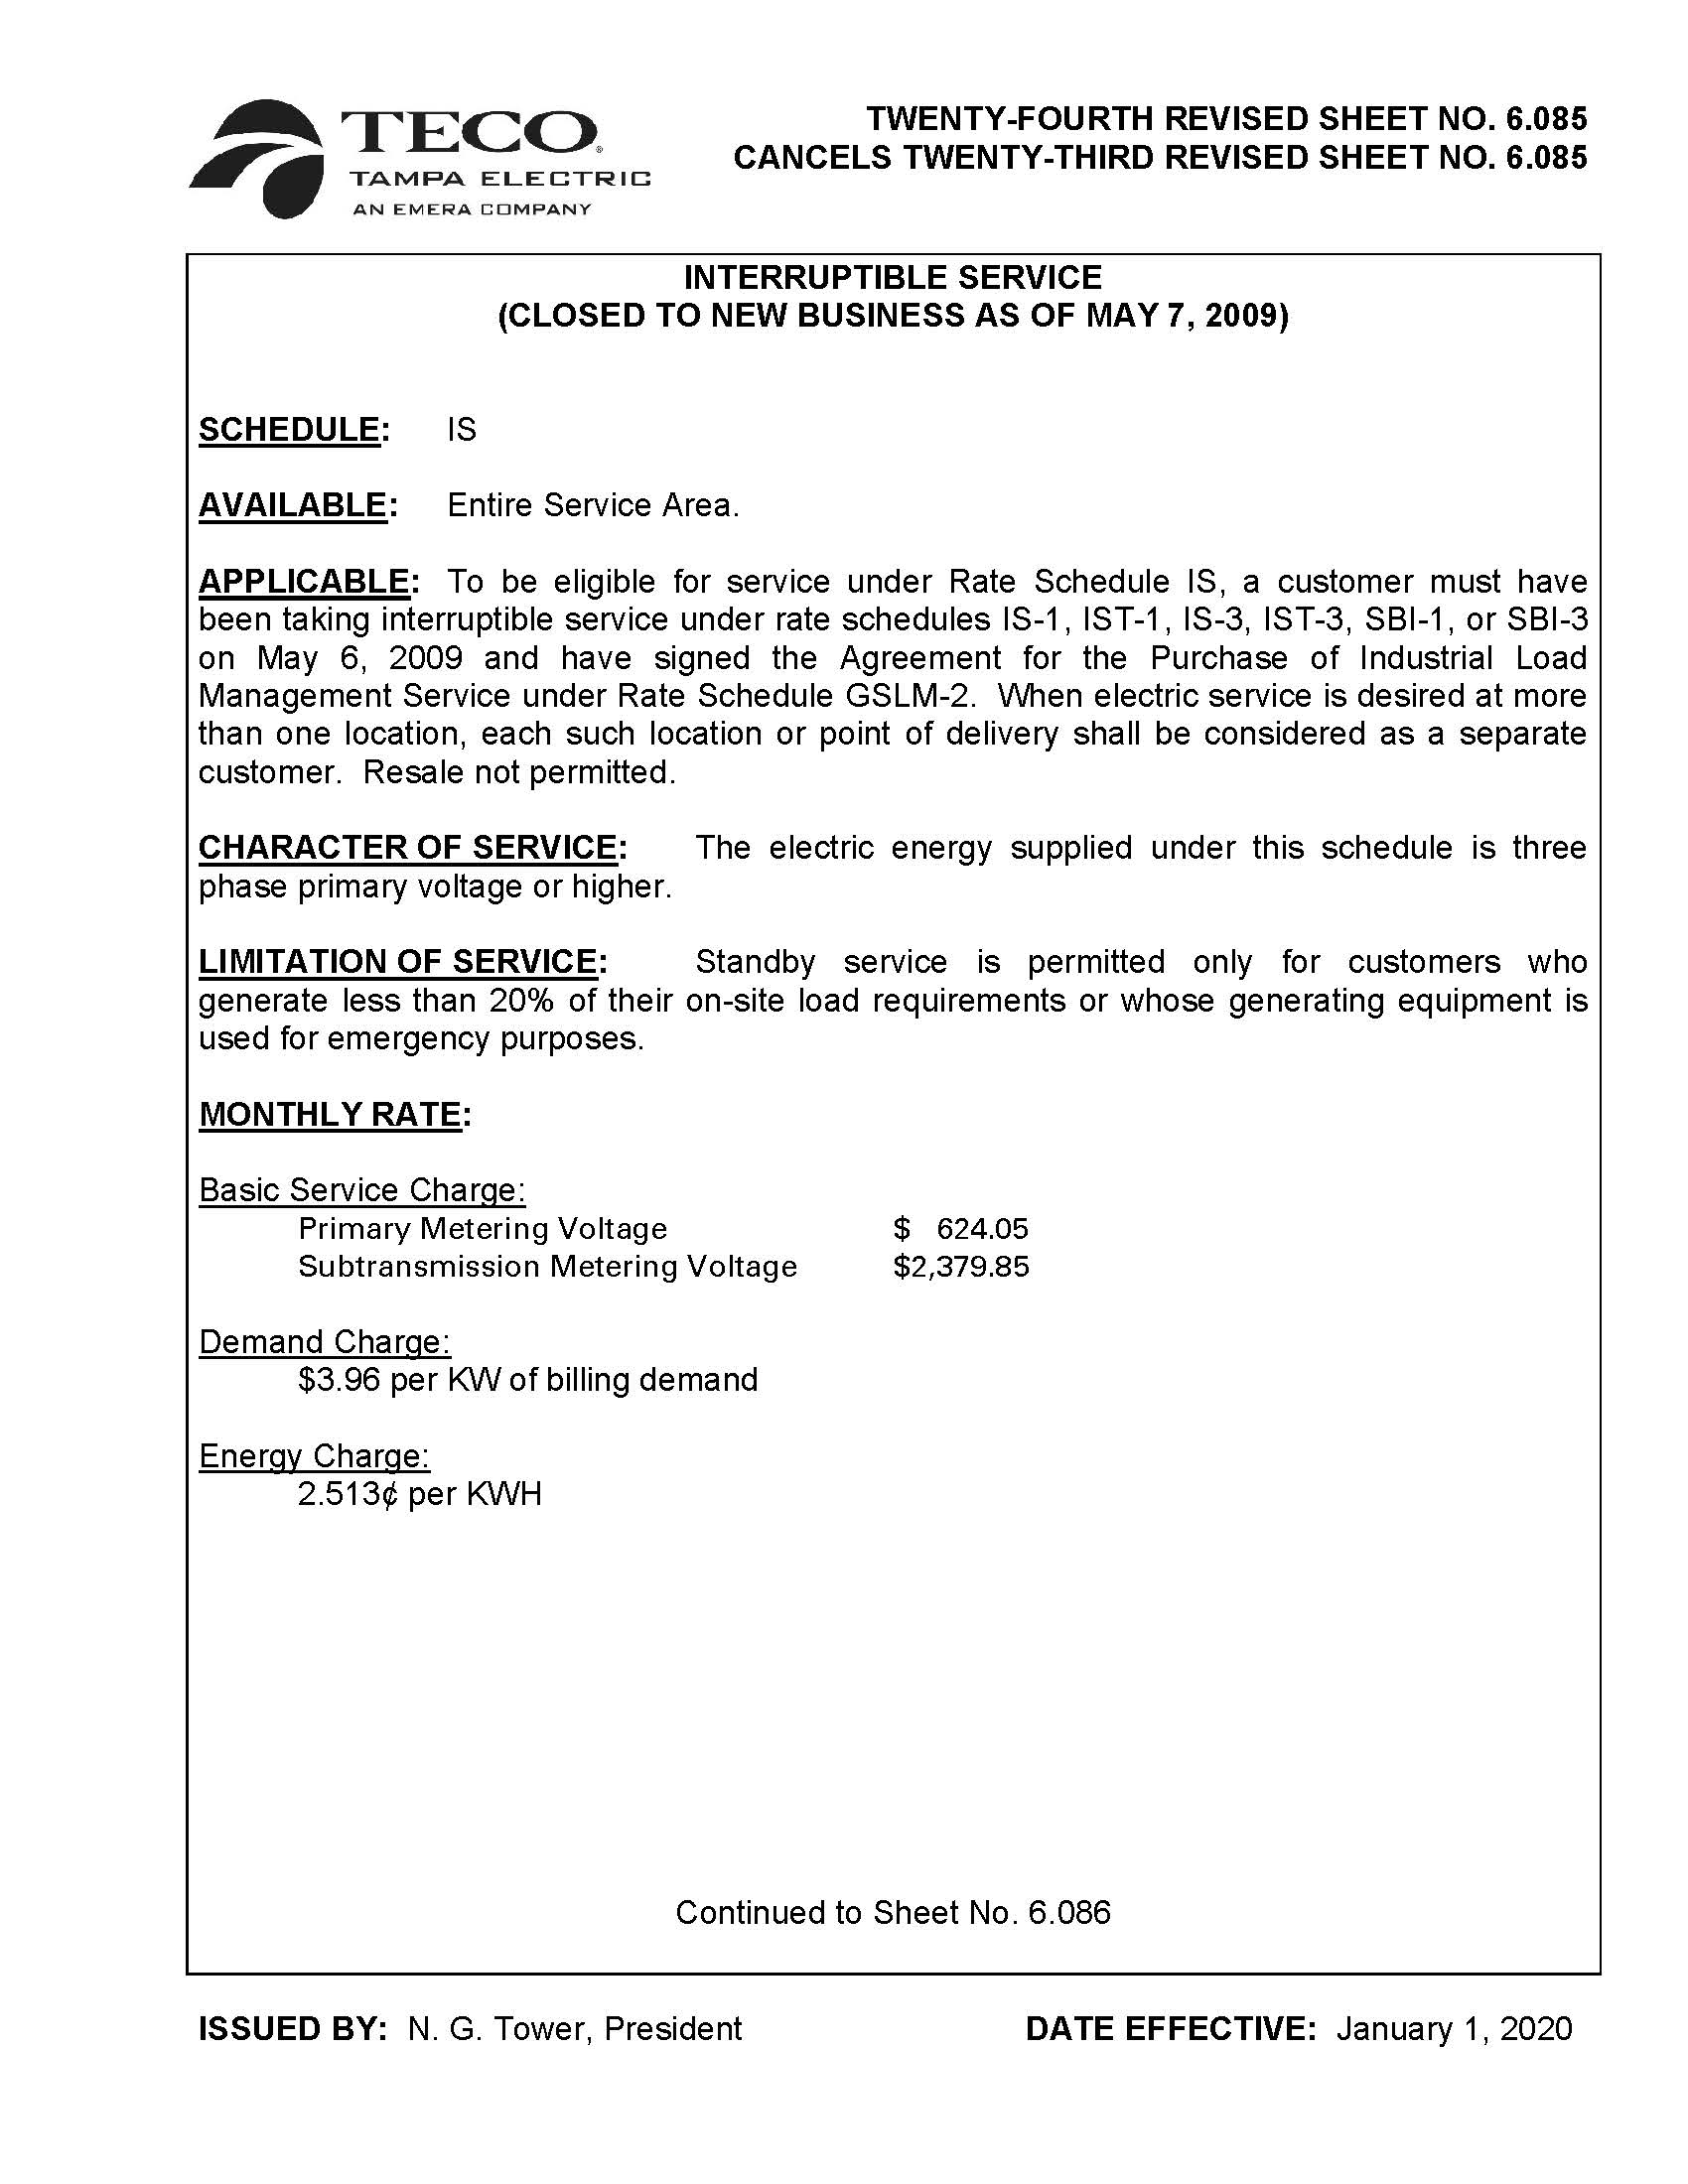 TECO®
TAMPA ELECTRIC
AN EMERA COMPANY
TWENTY-FOURTH REVISED SHEET NO. 6.085
CANCELS TWENTY-THIRD REVISED SHEET NO. 6.085
INTERRUPTIBLE SERVICE
(CLOSED TO NEW BUSINESS AS OF MAY 7, 2009)
SCHEDULE: IS
AVAILABLE: Entire Service Area.
APPLICABLE: To be eligible for service under Rate Schedule IS, a customer must have
been taking interruptible service under rate schedules IS-1, IST-1, IS-3, IST-3, SBI-1, or SBI-3
on May 6, 2009 and have signed the Agreement for the Purchase of Industrial Load
Management Service under Rate Schedule GSLM-2. When electric service is desired at more
than one location, each such location or point of delivery shall be considered as a separate
customer. Resale not permitted.
CHARACTER OF SERVICE: The electric energy supplied under this schedule is three
phase primary voltage or higher.
LIMITATION OF SERVICE: Standby service is permitted only for customers who
generate less than 20% of their on-site load requirements or whose generating equipment is
used for emergency purposes.
MONTHLY RATE:
Basic Service Charge:
Primary Metering Voltage $ 624.05
Subtransmission Metering Voltage $2,379.85
Demand Charge:
$3.96 per KW of billing demand
Energy Charge:
2.513¢ per KWH
Continued to Sheet No. 6.086
ISSUED BY: N. G. Tower, President DATE EFFECTIVE: January 1, 2020